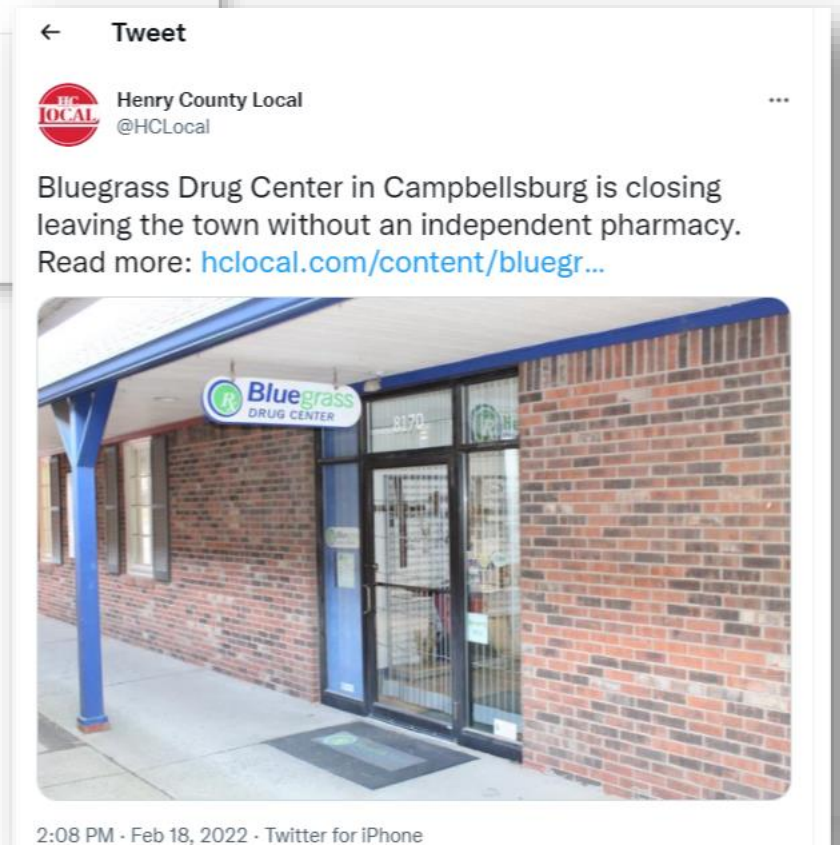 ← Tweet
HC
LOCAL
Henry County Local
@HCLocal
Bluegrass Drug Center in Campbellsburg is closing
leaving the town without an independent pharmacy.
Read more: hclocal.com/content/bluegr...
R Bluegrass
DRUG CENTER
8170
2:08 PM · Feb 18, 2022 · Twitter for iPhone